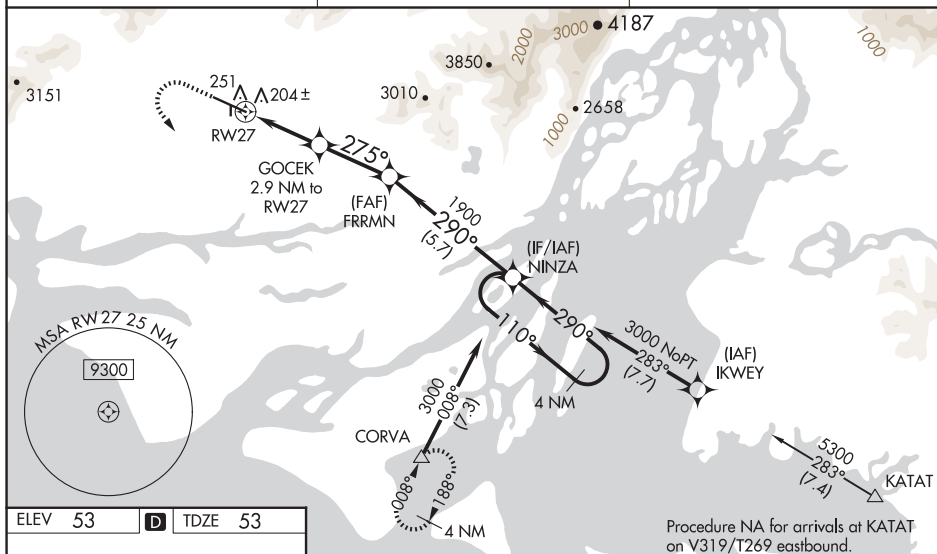 4187
3000
2000
1000
3850
3151
3010
2658
1000
251
204±
RW27
GOCEK
2.9 NM to
RW27
275°
(FAF)
FRRMN
1900
290°
(5.7)
(IF/IAF)
NINZA
110°
290°
4 NM
3000 NoPT
283°
(7.7)
(IAF)
IKWEY
MSA RW27 25 NM
9300
3000
008°
(7.3)
CORVA
008°
188°
4 NM
5300
283°
(7.4)
KATAT
ELEV 53
D
TDZE 53
Procedure NA for arrivals at KATAT
on V319/T269 eastbound.